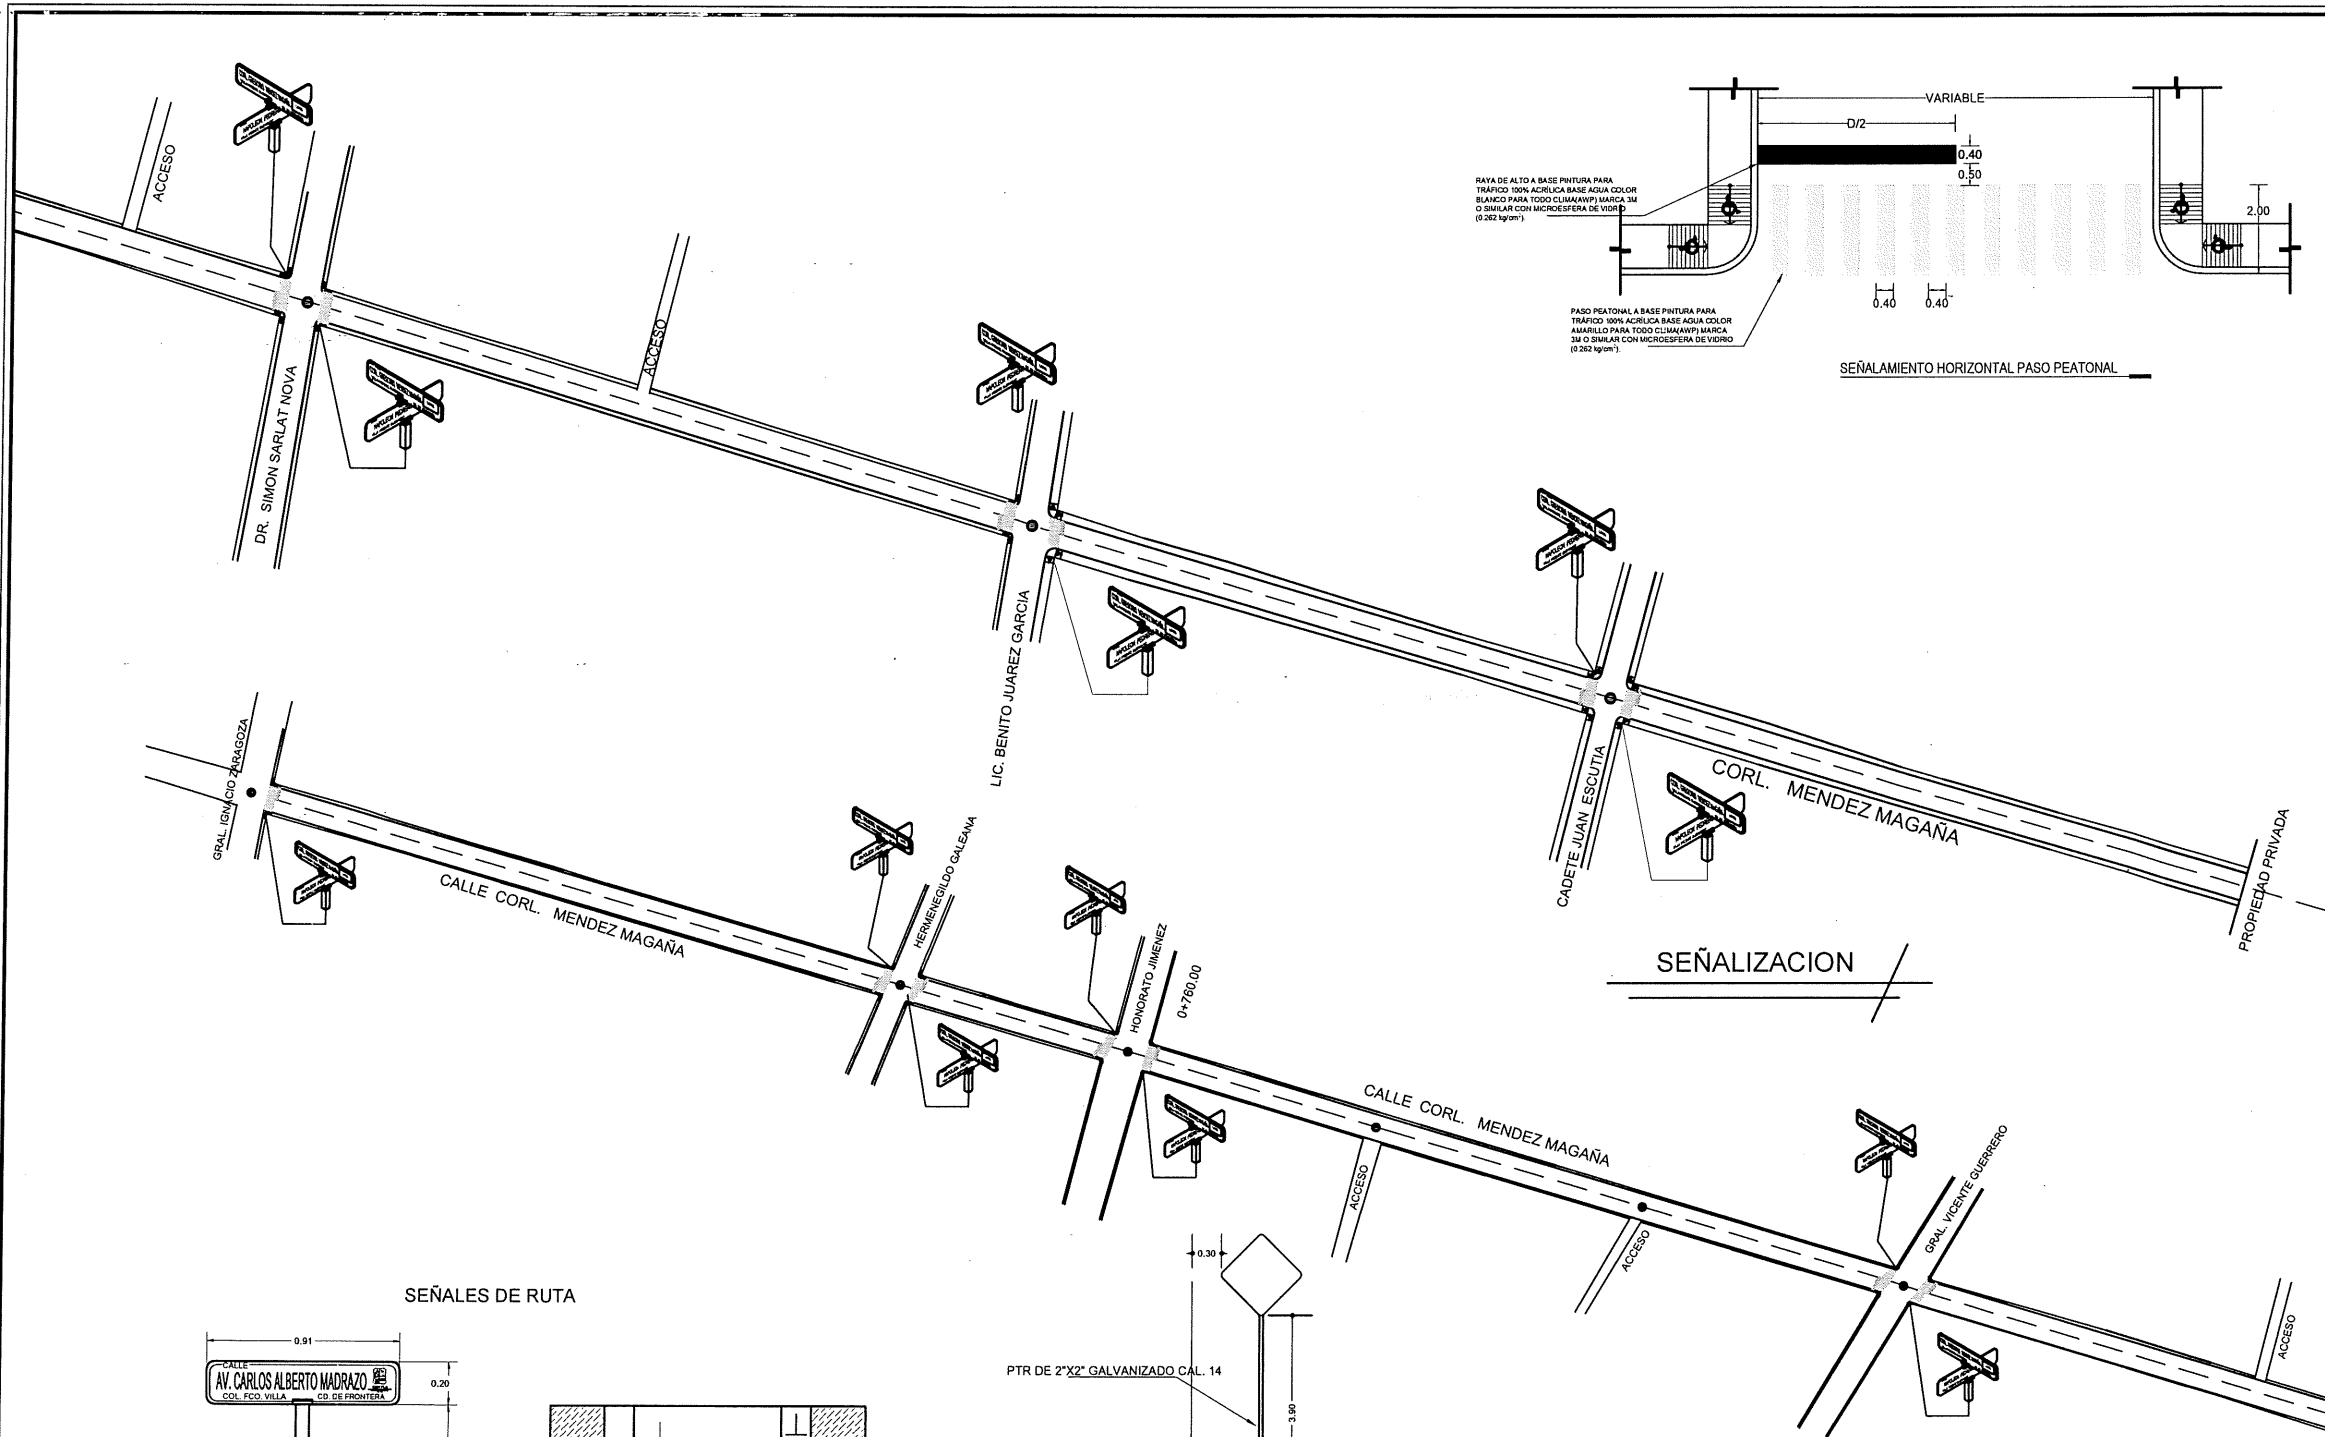 VARIABLE
D/2
0.40
0.50
RAYA DE ALTO A BASE PINTURA PARA
TRÁFICO 100% ACRÍLICA BASE AGUA COLOR
BLANCO PARA TODO CLIMA(AWP) MARCA 3M
O SIMILAR CON MICROESFERA DE VIDRIO
(0.262 kg/cm²).
2.00
0.40
0.40
PASO PEATONAL A BASE PINTURA PARA
TRÁFICO 100% ACRÍLICA BASE AGUA COLOR
AMARILLO PARA TODO CLIMA(AWP) MARCA
3M O SIMILAR CON MICROESFERA DE VIDRIO
(0.262 kg/cm²).
SEÑALAMIENTO HORIZONTAL PASO PEATONAL
ACCESO
ACCESO
DR. SIMON SARLAT NOVA
LIC. BENITO JUAREZ GARCIA
CADETE JUAN ESCUTIA
CORL. MENDEZ MAGAÑA
PROPIEDAD PRIVADA
SEÑALIZACION
GRAL. IGNACIO ZARAGOZA
CALLE CORL. MENDEZ MAGAÑA
HERMENEGILDO GALEANA
HONORATO JIMENEZ
0+760.00
CALLE CORL. MENDEZ MAGAÑA
ACCESO
ACCESO
GRAL. VICENTE GUERRERO
ACCESO
SEÑALES DE RUTA
0.91
CALLE
AV. CARLOS ALBERTO MADRAZO
COL. FCO. VILLA CD. DE FRONTERA
0.20
0.30
PTR DE 2"X2" GALVANIZADO CAL. 14
3.90